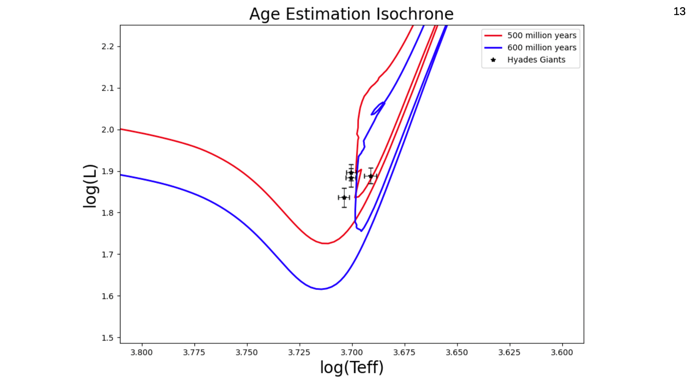 13
Age Estimation Isochrone
500 million years
600 million years
Hyades Giants
log(L)
2.2
2.1
2.0
1.9
1.8
1.7
1.6
1.5
3.800 3.775 3.750 3.725 3.700 3.675 3.650 3.625 3.600
log(Teff)